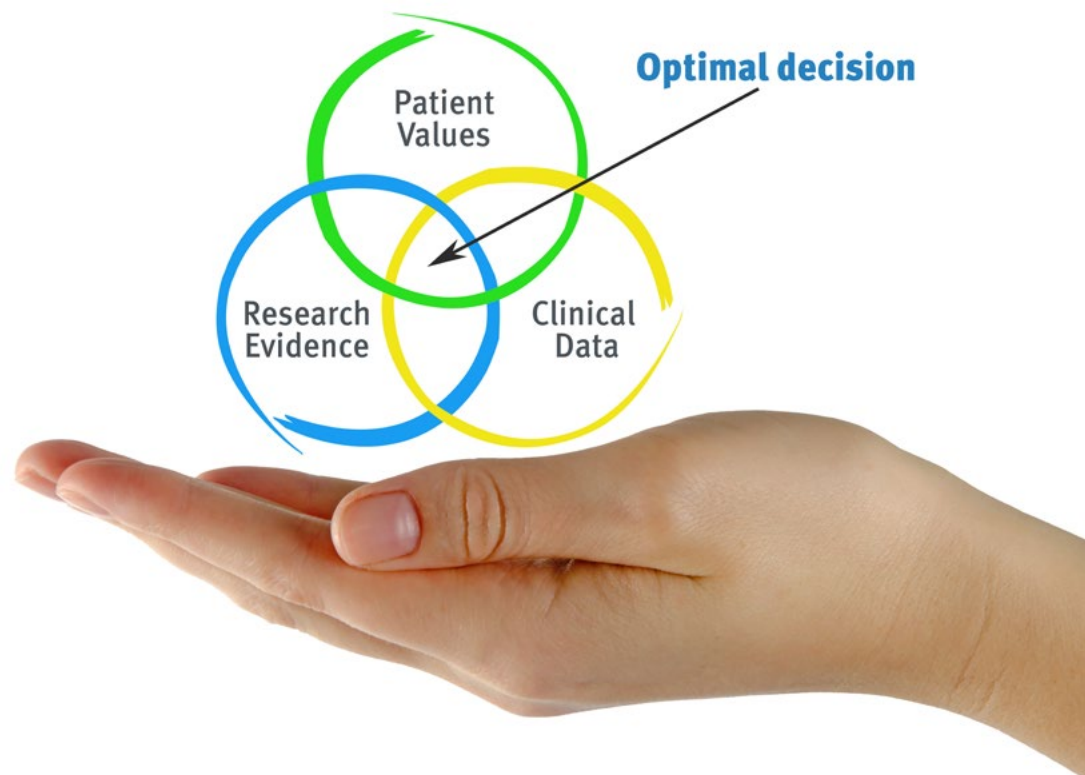 Optimal decision
Patient
Values
Research
Evidence
Clinical
Data